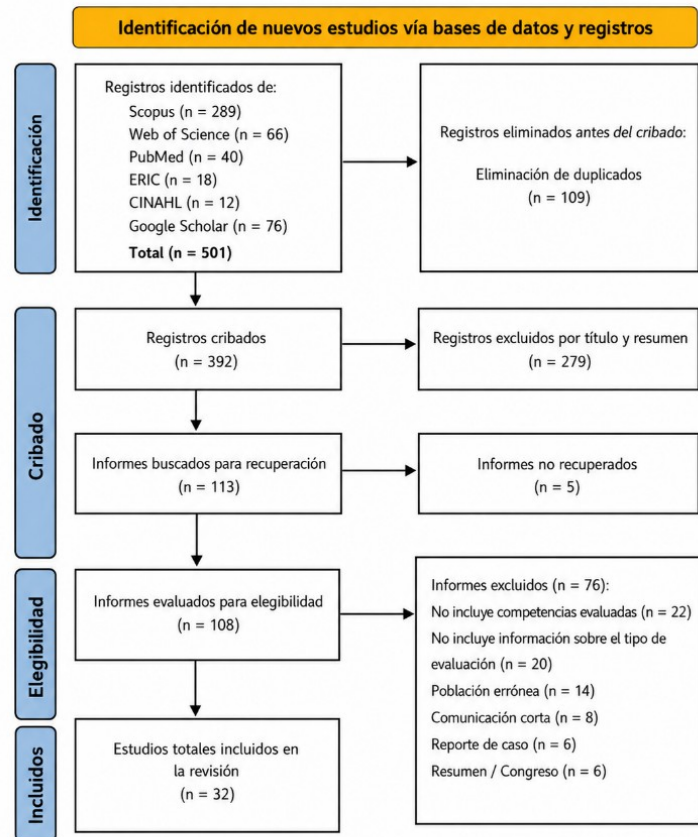 Identificación de nuevos estudios vía bases de datos y registros
Identificación
Registros identificados de:
Scopus (n = 289)
Web of Science (n = 66)
PubMed (n = 40)
ERIC (n = 18)
CINAHL (n = 12)
Google Scholar (n = 76)
Total (n = 501)
Registros eliminados antes del cribado:
Eliminación de duplicados
(n = 109)
Cribado
Registros cribados
(n = 392)
Registros excluidos por título y resumen
(n = 279)
Informes buscados para recuperación
(n = 113)
Informes no recuperados
(n = 5)
Elegibilidad
Informes evaluados para elegibilidad
(n = 108)
Informes excluidos (n = 76):
No incluye competencias evaluadas (n = 22)
No incluye información sobre el tipo de
evaluación (n = 20)
Población errónea (n = 14)
Comunicación corta (n = 8)
Reporte de caso (n = 6)
Resumen / Congreso (n = 6)
Incluidos
Estudios totales incluidos en
la revisión
(n = 32)